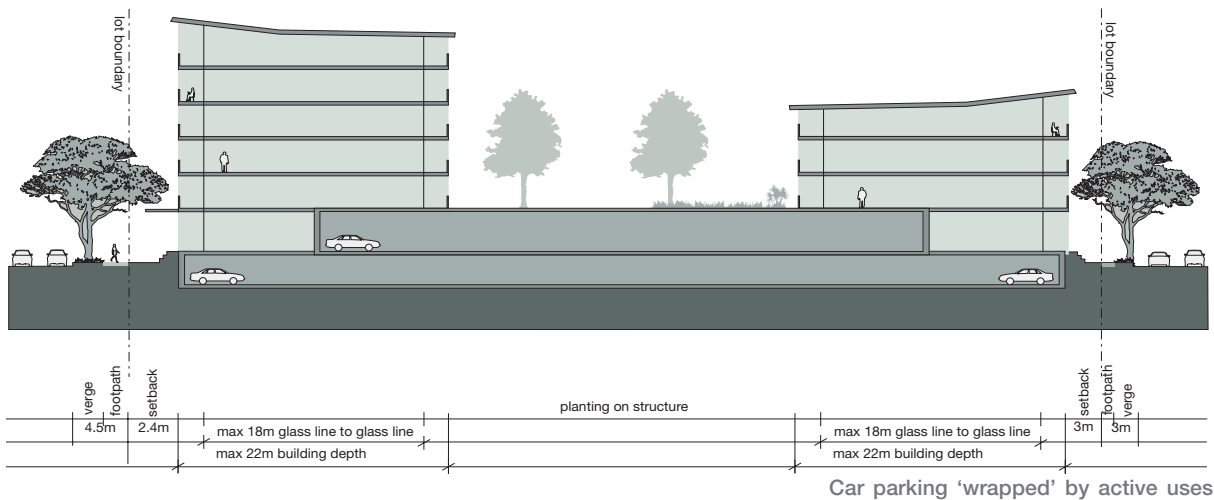 lot boundary
lot boundary
verge
footpath
setback
4.5m
2.4m
planting on structure
setback
footpath
verge
3m
3m
max 18m glass line to glass line
max 18m glass line to glass line
max 22m building depth
max 22m building depth
Car parking ‘wrapped’ by active uses